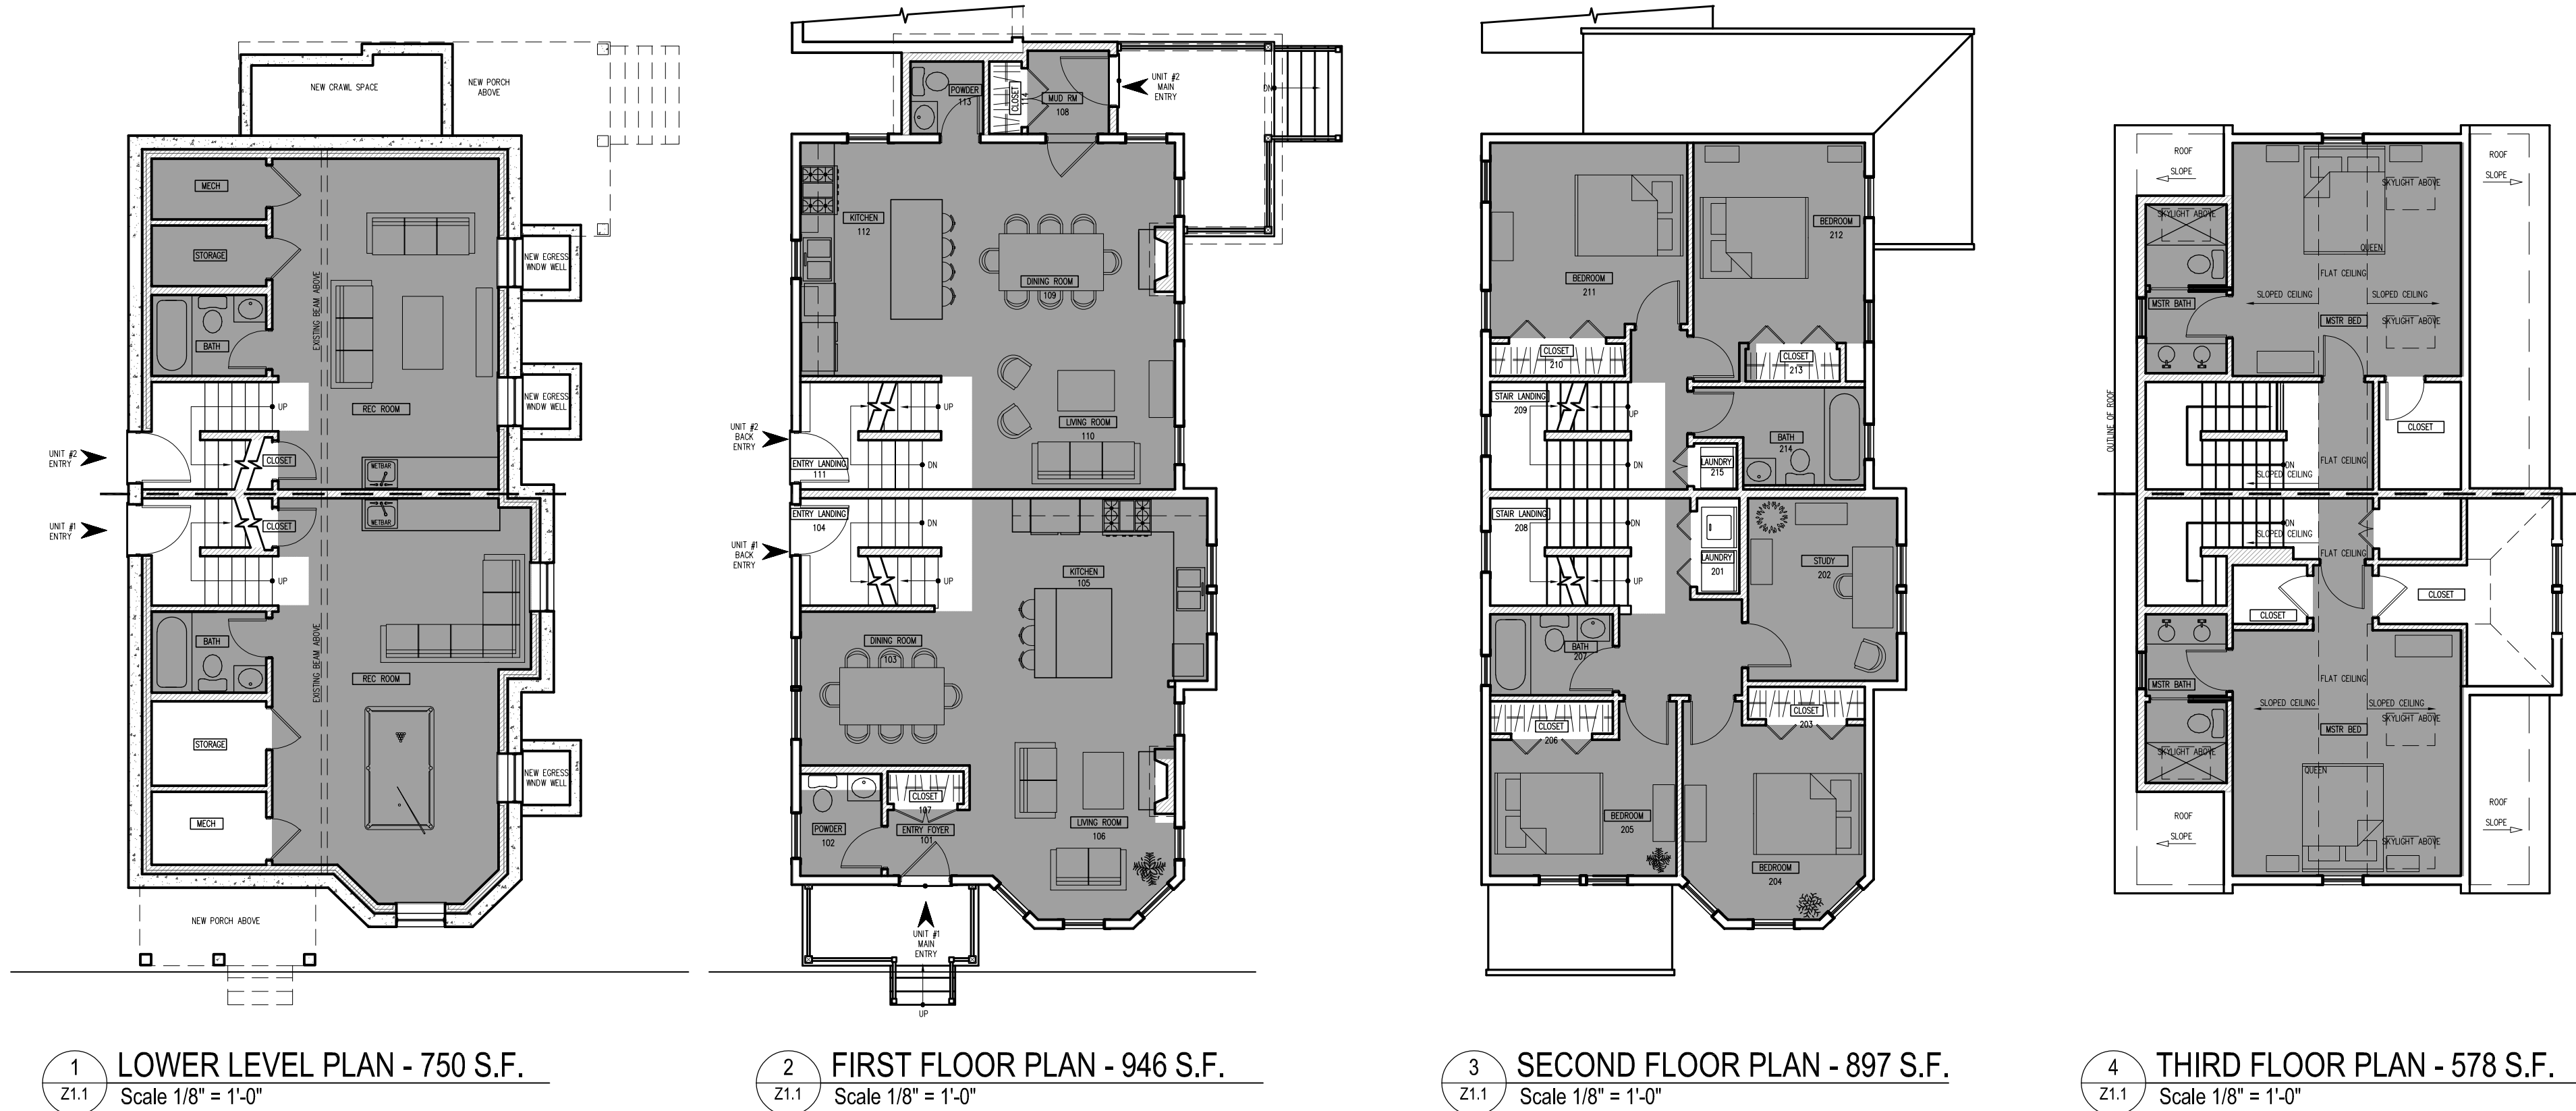 NEW CRAWL SPACE
NEW PORCH
ABOVE
MECH
STORAGE
NEW EGRESS
WNDW WELL
EXISTING BEAM ABOVE
BATH
NEW EGRESS
WNDW WELL
UP
REC ROOM
UNIT #2
ENTRY
CLOSET
WETBAR
WETBAR
UNIT #1
ENTRY
CLOSET
UP
BATH
EXISTING BEAM ABOVE
REC ROOM
STORAGE
NEW EGRESS
WNDW WELL
MECH
NEW PORCH ABOVE
1
Z1.1
LOWER LEVEL PLAN - 750 S.F.
Scale 1/8" = 1'-0"
POWDER
113
CLOSET
114
MUD RM
108
UNIT #2
MAIN
ENTRY
DN
KITCHEN
112
DINING ROOM
109
UP
LIVING ROOM
110
UNIT #2
BACK
ENTRY
ENTRY LANDING
111
DN
ENTRY LANDING
104
DN
UNIT #1
BACK
ENTRY
KITCHEN
105
UP
DINING ROOM
103
CLOSET
107
POWDER
102
ENTRY FOYER
101
LIVING ROOM
106
UNIT #1
MAIN
ENTRY
UP
2
Z1.1
FIRST FLOOR PLAN - 946 S.F.
Scale 1/8" = 1'-0"
BEDROOM
212
BEDROOM
211
CLOSET
210
CLOSET
213
STAIR LANDING
209
UP
BATH
214
LAUNDRY
215
DN
STAIR LANDING
208
DN
LAUNDRY
201
STUDY
202
UP
BATH
207
CLOSET
206
CLOSET
203
BEDROOM
205
BEDROOM
204
3
Z1.1
SECOND FLOOR PLAN - 897 S.F.
Scale 1/8" = 1'-0"
ROOF
SLOPE
ROOF
SLOPE
SKYLIGHT ABOVE
SKYLIGHT ABOVE
QUEEN
FLAT CEILING
MSTR BATH
SLOPED CEILING
SLOPED CEILING
MSTR BED
SKYLIGHT ABOVE
OUTLINE OF ROOF
CLOSET
FLAT CEILING
DN
SLOPED CEILING
DN
SLOPED CEILING
FLAT CEILING
CLOSET
CLOSET
MSTR BATH
FLAT CEILING
SLOPED CEILING
SLOPED CEILING
SKYLIGHT ABOVE
MSTR BED
SKYLIGHT ABOVE
QUEEN
ROOF
SLOPE
SKYLIGHT ABOVE
ROOF
SLOPE
4
Z1.1
THIRD FLOOR PLAN - 578 S.F.
Scale 1/8" = 1'-0"